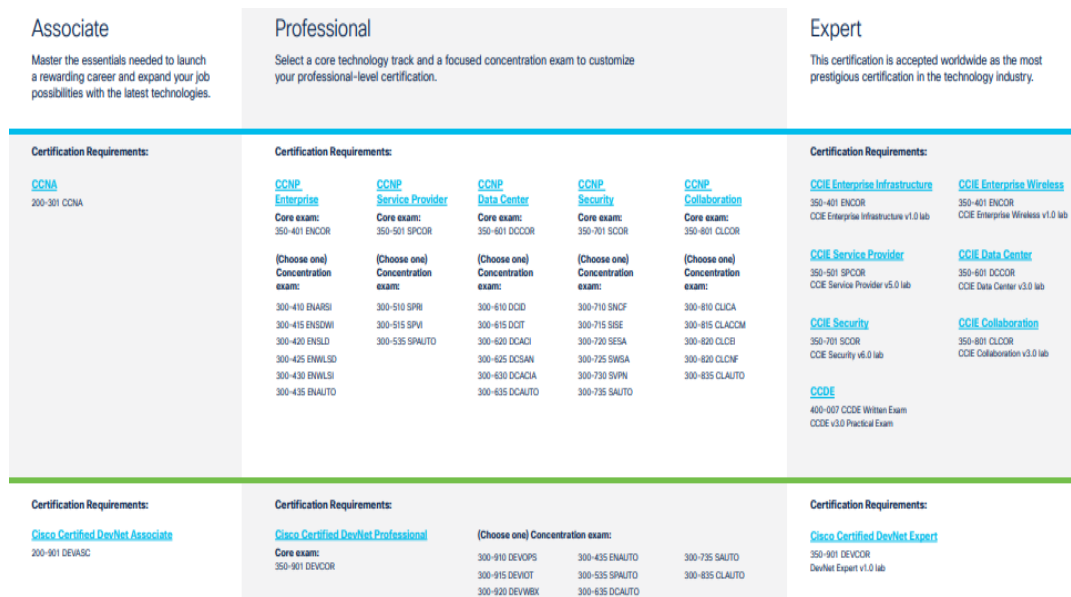 Associate
Master the essentials needed to launch
a rewarding career and expand your job
possibilities with the latest technologies.
Professional
Select a core technology track and a focused concentration exam to customize
your professional-level certification.
Expert
This certification is accepted worldwide as the most
prestigious certification in the technology industry.
Certification Requirements:
CCNA
200-301 CCNA
Certification Requirements:
CCNP
Enterprise
Core exam:
350-401 ENCOR
(Choose one)
Concentration
exam:
300-410 ENARSI
300-415 ENSDWI
300-420 ENSLD
300-425 ENWLSD
300-430 ENWLSI
300-435 ENAUTO
CCNP
Service Provider
Core exam:
350-501 SPCOR
(Choose one)
Concentration
exam:
300-510 SPRI
300-515 SPVI
300-535 SPAUTO
CCNP
Data Center
Core exam:
350-601 DCCOR
(Choose one)
Concentration
exam:
300-610 DCID
300-615 DCIT
300-620 DCACI
300-625 DCSAN
300-630 DCACIA
300-635 DCAUTO
CCNP
Security
Core exam:
350-701 SCOR
(Choose one)
Concentration
exam:
300-710 SNCF
300-715 SISE
300-720 SESA
300-725 SWSA
300-730 SVPN
300-735 SAUTO
CCNP
Collaboration
Core exam:
350-801 CLCOR
(Choose one)
Concentration
exam:
300-810 CLICA
300-815 CLACCM
300-820 CLCEI
300-820 CLCNF
300-835 CLAUTO
Certification Requirements:
CCIE Enterprise Infrastructure
350-401 ENCOR
CCIE Enterprise Infrastructure v1.0 lab
CCIE Enterprise Wireless
350-401 ENCOR
CCIE Enterprise Wireless v1.0 lab
CCIE Service Provider
350-501 SPCOR
CCIE Service Provider v5.0 lab
CCIE Data Center
350-601 DCCOR
CCIE Data Center v3.0 lab
CCIE Security
350-701 SCOR
CCIE Security v6.0 lab
CCIE Collaboration
350-801 CLCOR
CCIE Collaboration v3.0 lab
CCDE
400-007 CCDE Written Exam
CCDE v3.0 Practical Exam
Certification Requirements:
Cisco Certified DevNet Associate
200-901 DEVASC
Certification Requirements:
Cisco Certified DevNet Professional
Core exam:
350-901 DEVCOR
(Choose one) Concentration exam:
300-910 DEVOPS
300-915 DEVIOT
300-920 DEVWBX
300-435 ENAUTO
300-535 SPAUTO
300-635 DCAUTO
300-735 SAUTO
300-835 CLAUTO
Certification Requirements:
Cisco Certified DevNet Expert
350-901 DEVCOR
DevNet Expert v1.0 lab